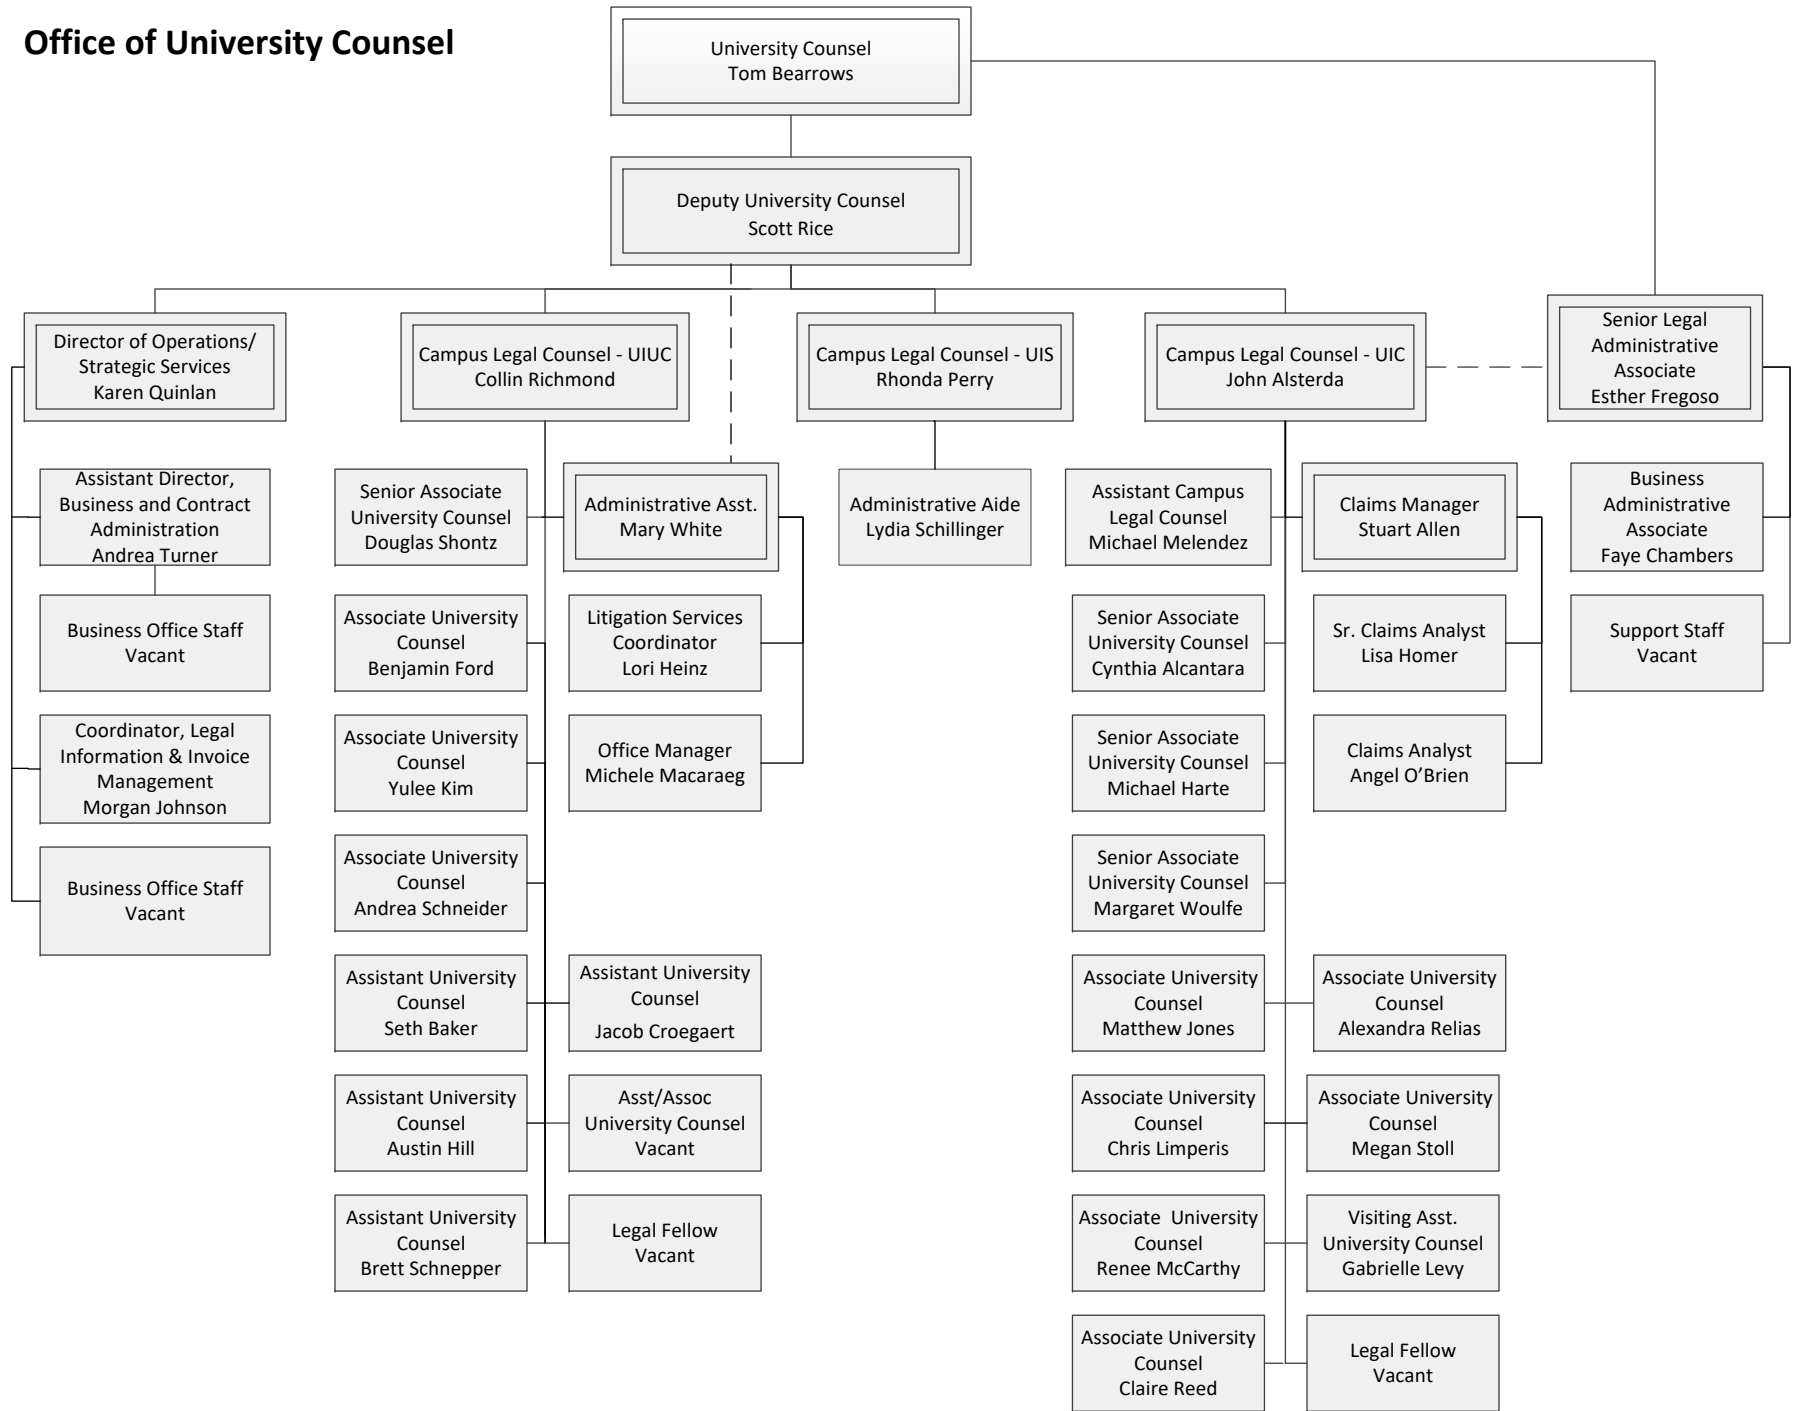 Office of University Counsel
University Counsel
Tom Bearrows
Deputy University Counsel
Scott Rice
Director of Operations/
Strategic Services
Karen Quinlan
Campus Legal Counsel - UIUC
Collin Richmond
Campus Legal Counsel - UIS
Rhonda Perry
Campus Legal Counsel - UIC
John Alsterda
Senior Legal
Administrative
Associate
Esther Fregoso
Assistant Director,
Business and Contract
Administration
Andrea Turner
Senior Associate
University Counsel
Douglas Shontz
Administrative Asst.
Mary White
Administrative Aide
Lydia Schillinger
Assistant Campus
Legal Counsel
Michael Melendez
Claims Manager
Stuart Allen
Business
Administrative
Associate
Faye Chambers
Business Office Staff
Vacant
Associate University
Counsel
Benjamin Ford
Litigation Services
Coordinator
Lori Heinz
Senior Associate
University Counsel
Cynthia Alcantara
Sr. Claims Analyst
Lisa Homer
Support Staff
Vacant
Coordinator, Legal
Information & Invoice
Management
Morgan Johnson
Associate University
Counsel
Yulee Kim
Office Manager
Michele Macaraeg
Senior Associate
University Counsel
Michael Harte
Claims Analyst
Angel O’Brien
Business Office Staff
Vacant
Associate University
Counsel
Andrea Schneider
Senior Associate
University Counsel
Margaret Woulfe
Assistant University
Counsel
Seth Baker
Assistant University
Counsel
Jacob Croegaert
Associate University
Counsel
Matthew Jones
Associate University
Counsel
Alexandra Relias
Assistant University
Counsel
Austin Hill
Asst/Assoc
University Counsel
Vacant
Associate University
Counsel
Chris Limperis
Associate University
Counsel
Megan Stoll
Assistant University
Counsel
Brett Schnepper
Legal Fellow
Vacant
Associate University
Counsel
Renee McCarthy
Visiting Asst.
University Counsel
Gabrielle Levy
Associate University
Counsel
Claire Reed
Legal Fellow
Vacant